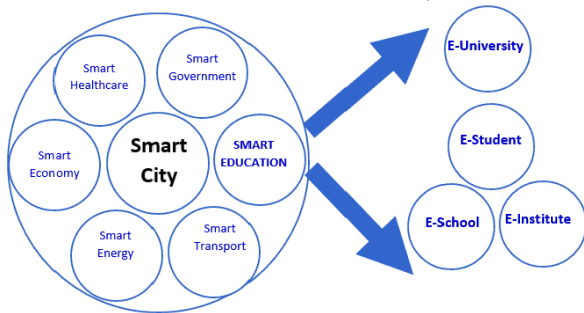 Smart
Healthcare
Smart
Government
Smart
Economy
Smart
City
SMART
EDUCATION
Smart
Energy
Smart
Transport
E-University
E-Student
E-School
E-Institute